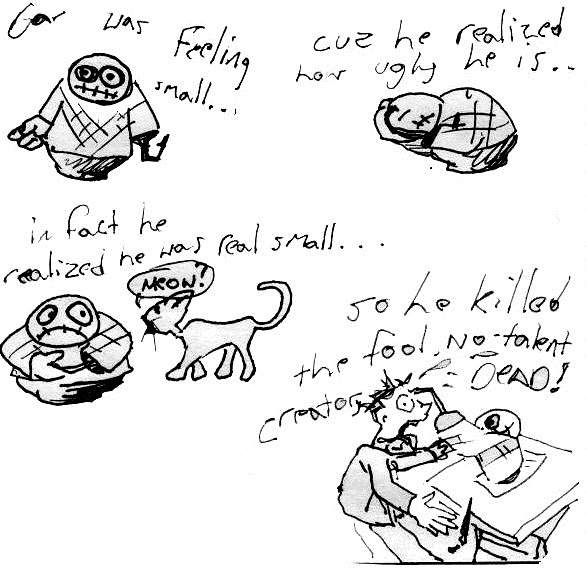 Gar was Feeling
small...
cuz he realized
how ugly he is..
in fact he
realized he was real small...
MEOW?
so he killed
the fool, no-talent
creator
DEAD!